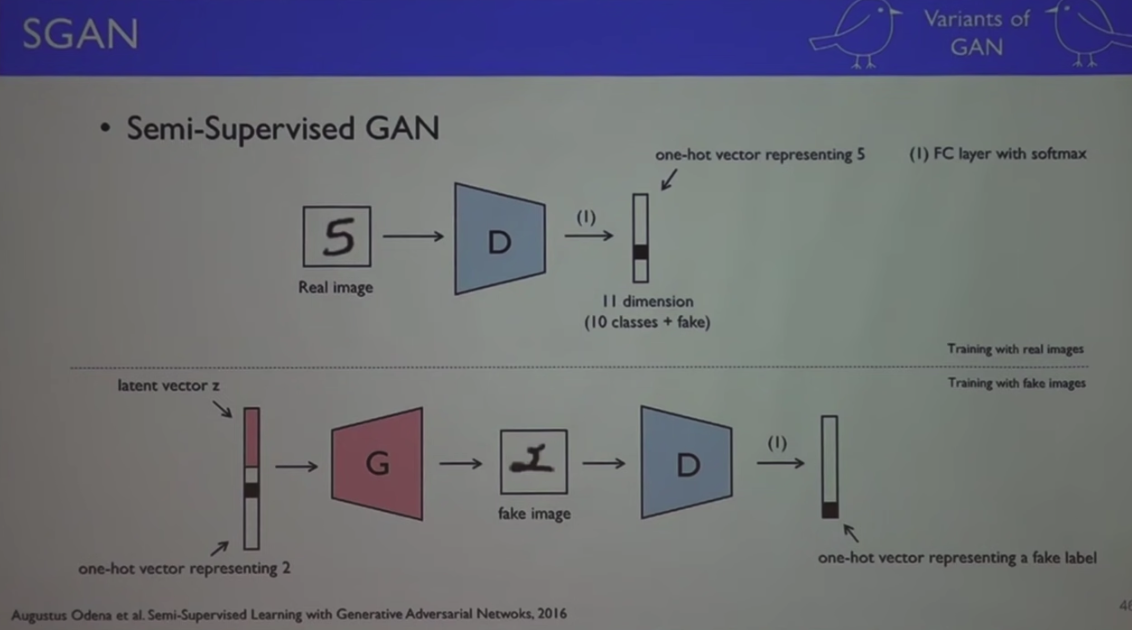 SGAN
Variants of
GAN
• Semi-Supervised GAN
one-hot vector representing 5
(1) FC layer with softmax
5
D
(1)
Real image
11 dimension
(10 classes + fake)
Training with real images
Training with fake images
latent vector z
G
D
(1)
fake image
one-hot vector representing 2
one-hot vector representing a fake label
Augustus Odena et al. Semi-Supervised Learning with Generative Adversarial Netwoks, 2016